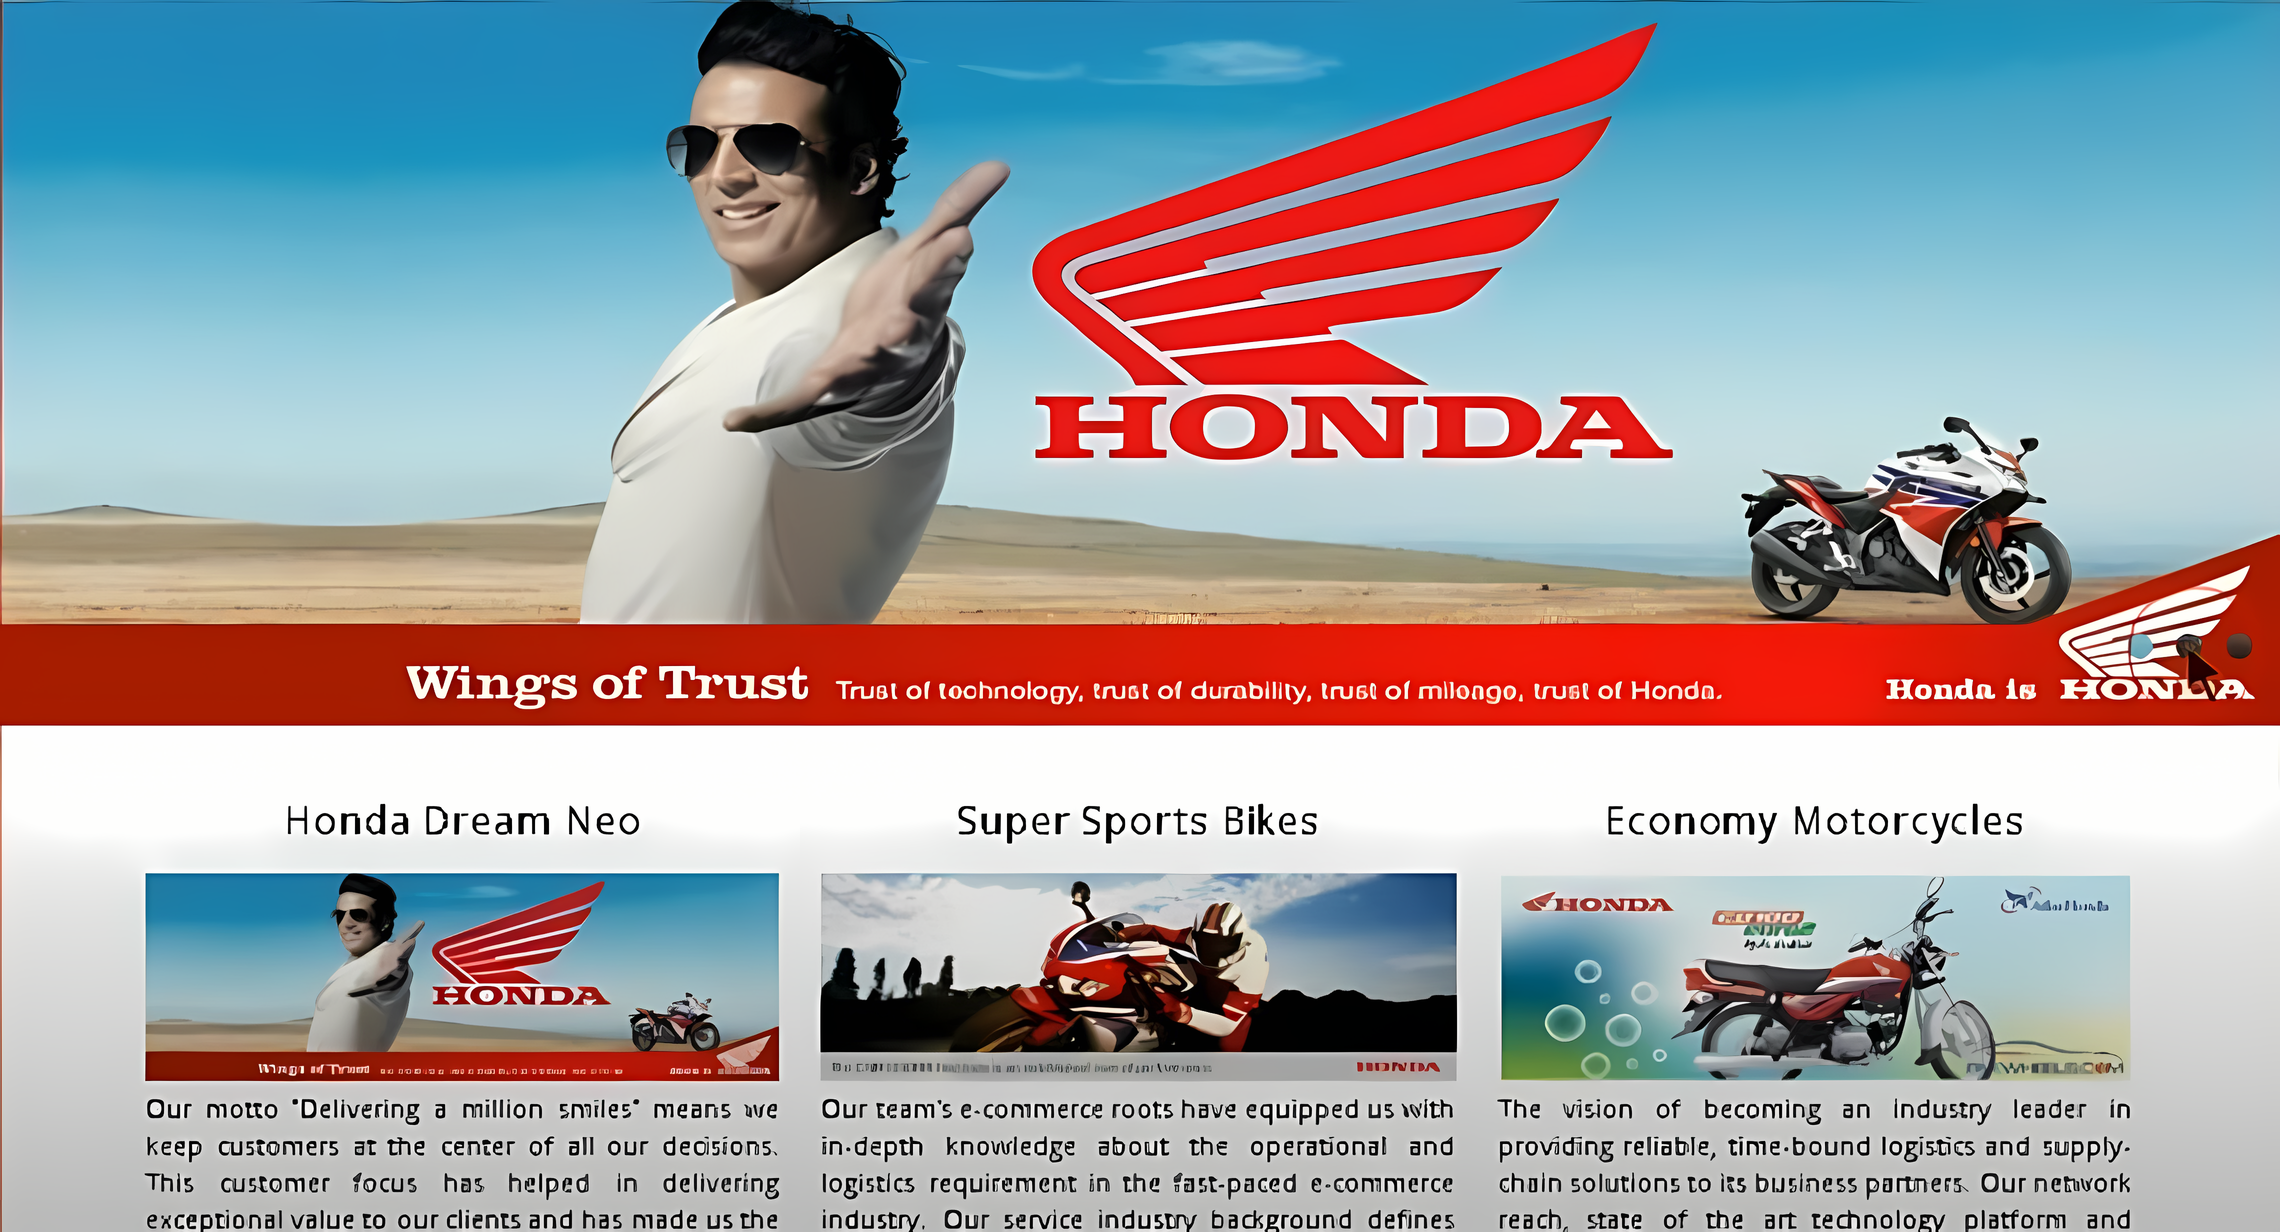 HONDA
Wings of Trust Trust of technology, trust of durability, trust of mileage, trust of Honda.
Honda is HONDA
Honda Dream Neo
Super Sports Bikes
Economy Motorcycles
HONDA
Wings of Trust
HONDA
HONDA
Our motto "Delivering a million smiles" means we
keep customers at the center of all our decisions.
This customer focus has helped in delivering
exceptional value to our clients and has made us the
Our team's e-commerce roots have equipped us with
in-depth knowledge about the operational and
logistics requirement in the fast-paced e-commerce
industry. Our service industry background defines
The vision of becoming an industry leader in
providing reliable, time-bound logistics and supply-
chain solutions to its business partners. Our network
reach, state of the art technology platform and